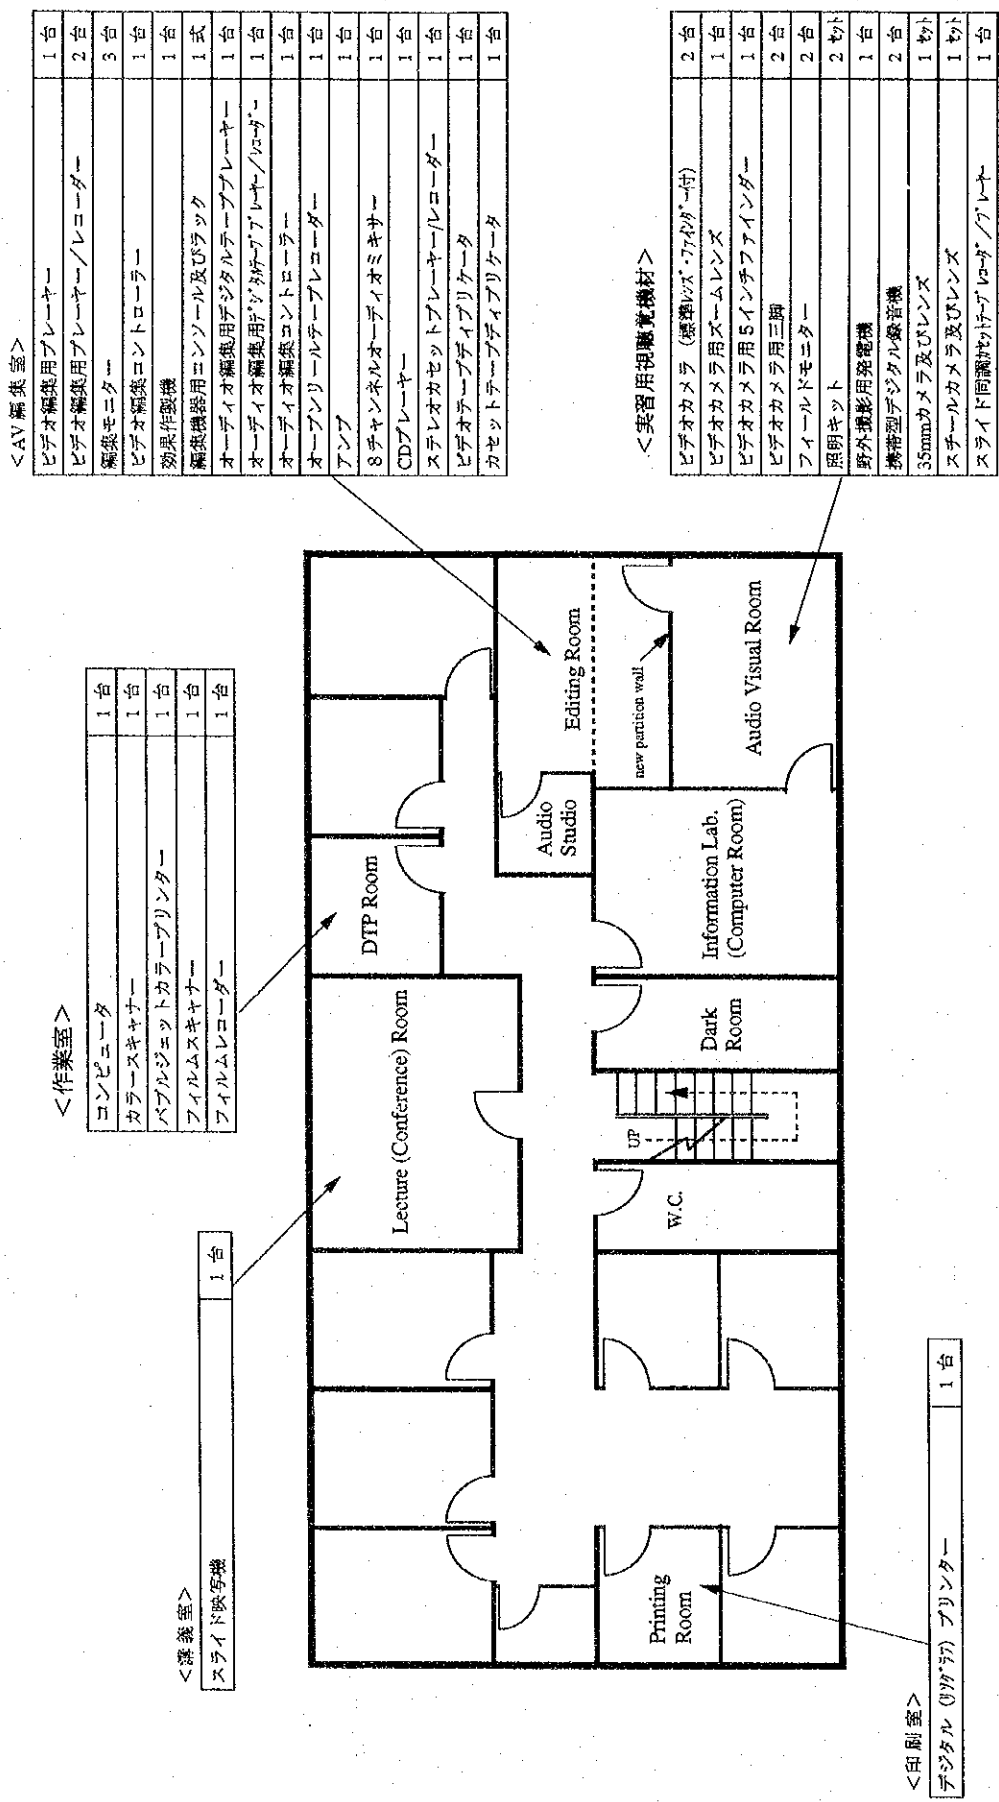 <AV編集室>
ビデオ編集用プレーヤー 1 台
ビデオ編集用プレーヤー/レコーダー 2 台
編集モニター 3 台
ビデオ編集コントローラー 1 台
効果作製機 1 台
編集機器用コンソール及びラック 1 式
オーディオ編集用デジタルテーププレーヤー 1 台
オーディオ編集用デジタルテーププレーヤー/レコーダー 1 台
オーディオ編集コントローラー 1 台
オープンリールテープレコーダー 1 台
アンプ 1 台
8チャンネルオーディオミキサー 1 台
CDプレーヤー 1 台
ステレオカセットプレーヤー/レコーダー 1 台
ビデオテープディプリケータ 1 台
カセットテープディプリケータ 1 台
<実習用視聴覚機材>
ビデオカメラ (標準レンズ・ファインダー付) 2 台
ビデオカメラ用ズームレンズ 1 台
ビデオカメラ用5インチファインダー 1 台
ビデオカメラ用三脚 2 台
フィールドモニター 2 台
照明キット 2 セット
野外撮影用発電機 1 台
携帯型デジタル録音機 2 台
35mmカメラ及びレンズ 1 セット
スチールカメラ及びレンズ 1 セット
スライド同調カセットテープレコーダ/プレーヤー 1 台
<作業室>
コンピュータ 1 台
カラースキャナー 1 台
バブルジェットカラープリンター 1 台
フィルムスキャナー 1 台
フィルムレコーダー 1 台
<講義室>
スライド映写機 1 台
<印刷室>
デジタル (リソグラフ) プリンター 1 台
Lecture (Conference) Room
DTP Room
Audio
Studio
Editing Room
new partition wall
Audio Visual Room
Information Lab.
(Computer Room)
Dark
Room
UP
W.C.
Printing
Room